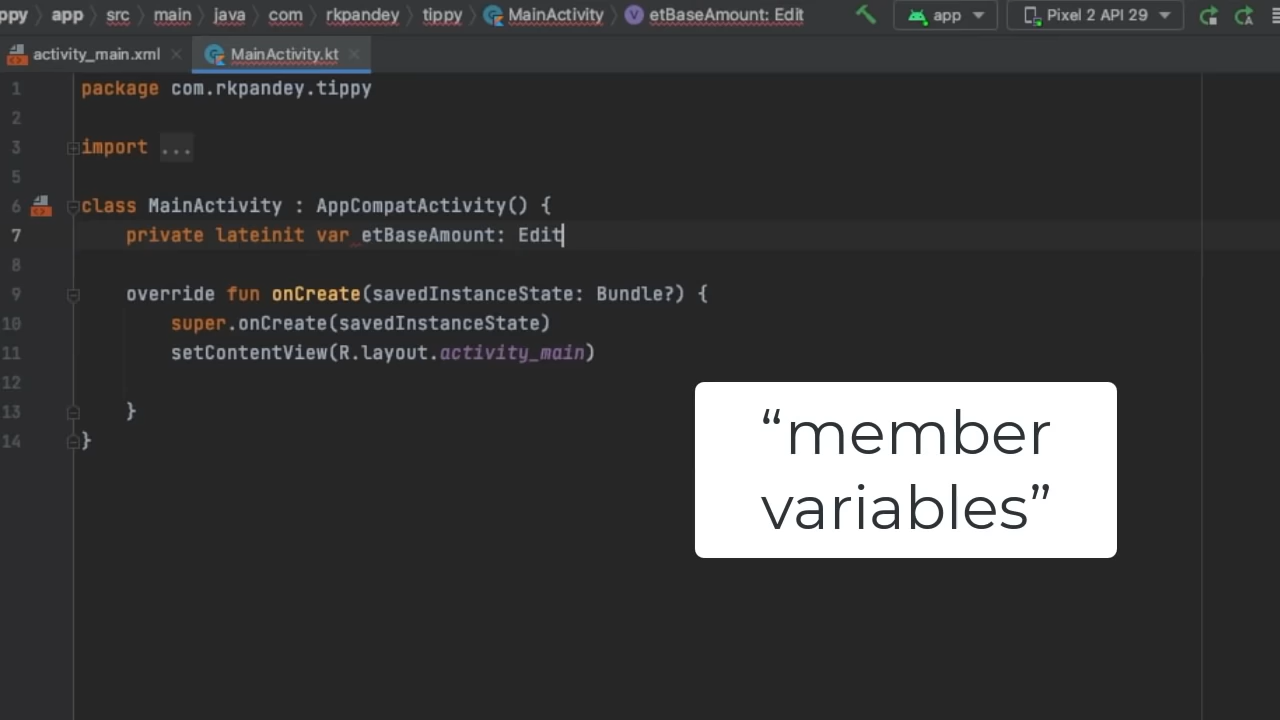 ppy app src main java com rkpandey tippy MainActivity etBaseAmount: Edit app Pixel 2 API 29
activity_main.xml MainActivity.kt
1 package com.rkpandey.tippy
2
3 import ...
5
6 class MainActivity : AppCompatActivity() {
7 private lateinit var etBaseAmount: Edit
8
9 override fun onCreate(savedInstanceState: Bundle?) {
10 super.onCreate(savedInstanceState)
11 setContentView(R.layout.activity_main)
12
13 }
14 }
“member
variables”